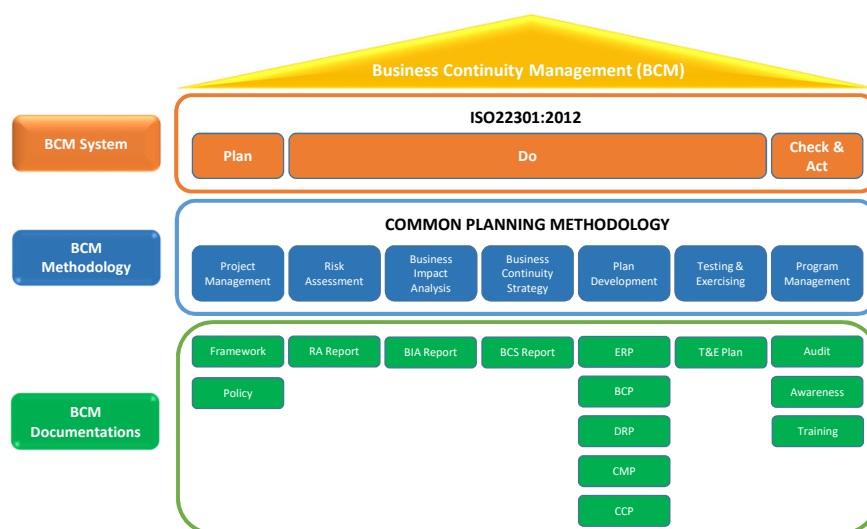 Business Continuity Management (BCM)
BCM System
ISO22301:2012
Plan
Do
Check &
Act
BCM
Methodology
COMMON PLANNING METHODOLOGY
Project
Management
Risk
Assessment
Business
Impact
Analysis
Business
Continuity
Strategy
Plan
Development
Testing &
Exercising
Program
Management
BCM
Documentations
Framework
RA Report
BIA Report
BCS Report
ERP
T&E Plan
Audit
Policy
BCP
Awareness
DRP
Training
CMP
CCP